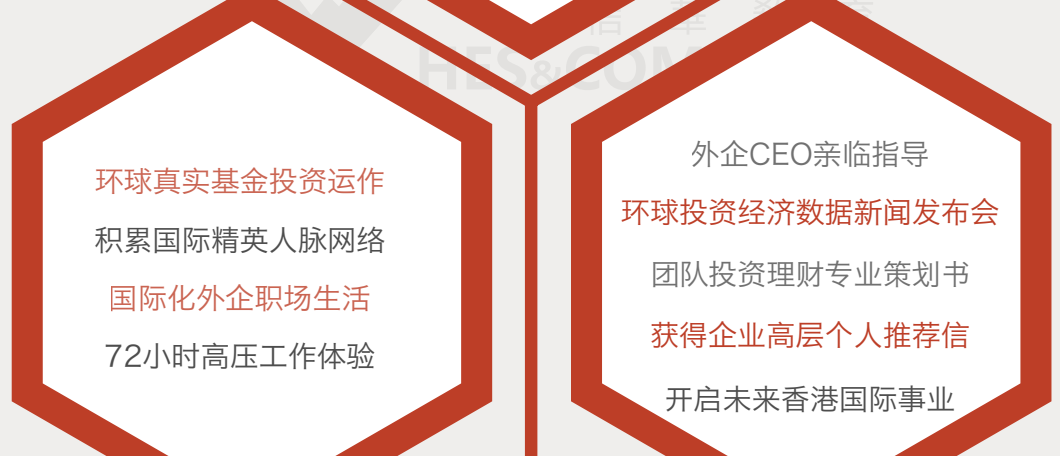 HES&COM
环球真实基金投资运作
积累国际精英人脉网络
国际化外企职场生活
72小时高压工作体验
外企CEO亲临指导
环球投资经济数据新闻发布会
团队投资理财专业策划书
获得企业高层个人推荐信
开启未来香港国际事业